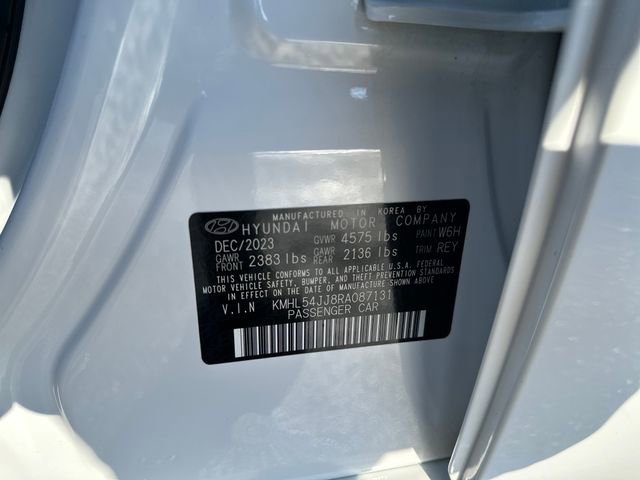 MANUFACTURED IN KOREA BY
HYUNDAI MOTOR COMPANY
DEC/2023 GVWR 4575 lbs PAINT W6H
GAWR FRONT 2383 lbs GAWR REAR 2136 lbs TRIM REY
THIS VEHICLE CONFORMS TO ALL APPLICABLE U.S.A. FEDERAL
MOTOR VEHICLE SAFETY, BUMPER, AND THEFT PREVENTION STANDARDS
IN EFFECT ON THE DATE OF MANUFACTURE SHOWN ABOVE.
V.I.N KMHL54JJ8RA087131
PASSENGER CAR